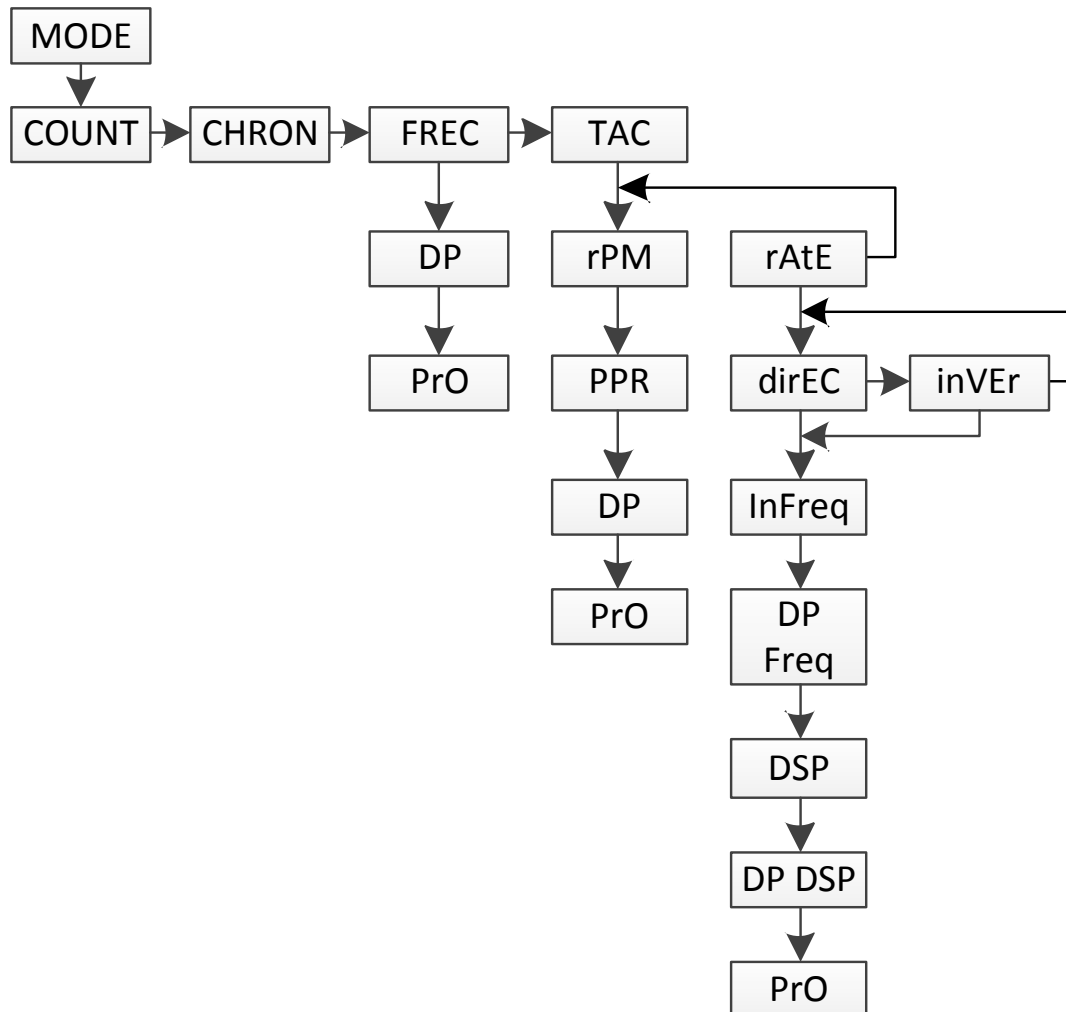 MODE
COUNT
CHRON
FREC
TAC
DP
rPM
rAtE
PrO
PPR
dirEC
inVEr
DP
InFreq
PrO
DP
Freq
DSP
DP DSP
PrO